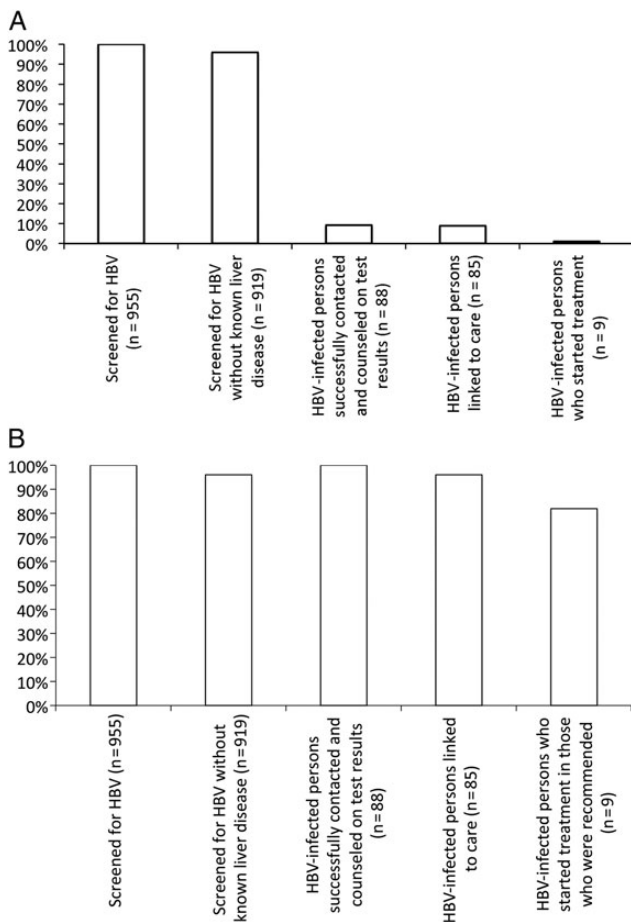 A
100%
90%
80%
70%
60%
50%
40%
30%
20%
10%
0%
Screened for HBV
(n = 955)
Screened for HBV
without known liver
disease (n = 919)
HBV-infected persons
successfully contacted
and counseled on test
results (n = 88)
HBV-infected persons
linked to care (n = 85)
HBV-infected persons
who started treatment
(n = 9)
B
100%
90%
80%
70%
60%
50%
40%
30%
20%
10%
0%
Screened for HBV (n=955)
Screened for HBV without
known liver disease (n=919)
HBV-infected persons
successfully contacted and
counseled on test results
(n=88)
HBV-infected persons linked
to care (n=85)
HBV-infected persons who
started treatment in those
who were recommended
(n=9)